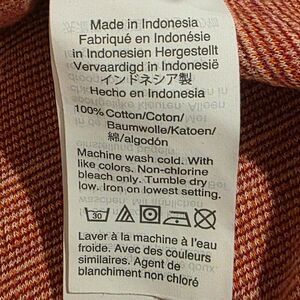 Made in Indonesia
Fabriqué en Indonésie
in Indonesien Hergestellt
Vervaardigd in Indonesië
インドネシア製
Hecho en Indonesia
100% Cotton/Coton/
Baumwolle/Katoen/
綿/algodón
Machine wash cold. With
like colors. Non-chlorine
bleach only. Tumble dry
low. Iron on lowest setting.
30
Laver à la machine à l'eau
froide. Avec des couleurs
similaires. Agent de
blanchiment non chloré